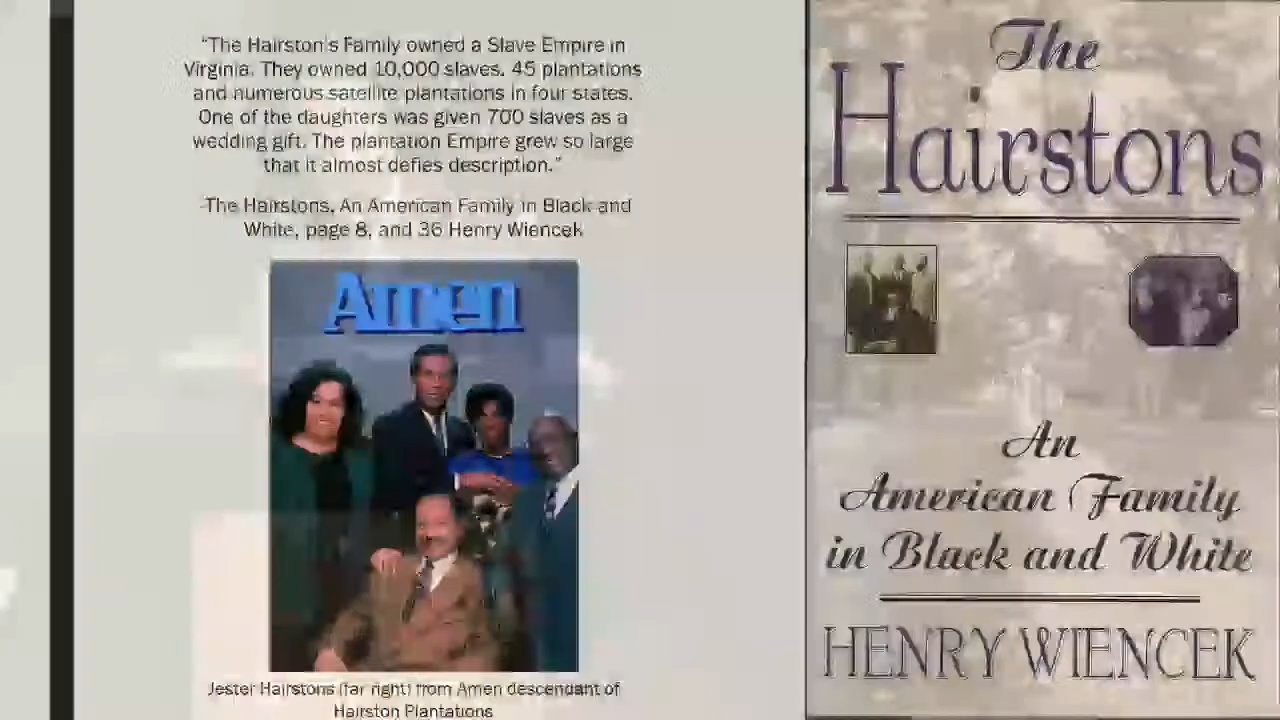 "The Hairston's Family owned a Slave Empire in
Virginia. They owned 10,000 slaves. 45 plantations
and numerous satellite plantations in four states.
One of the daughters was given 700 slaves as a
wedding gift. The plantation Empire grew so large
that it almost defies description."
-The Hairstons, An American Family in Black and
White, page 8, and 36 Henry Wiencek
Amen
Jester Hairstons (far right) from Amen descendant of
Hairston Plantations
The
Hairstons
An
American Family
in Black and White
HENRY WIENCEK